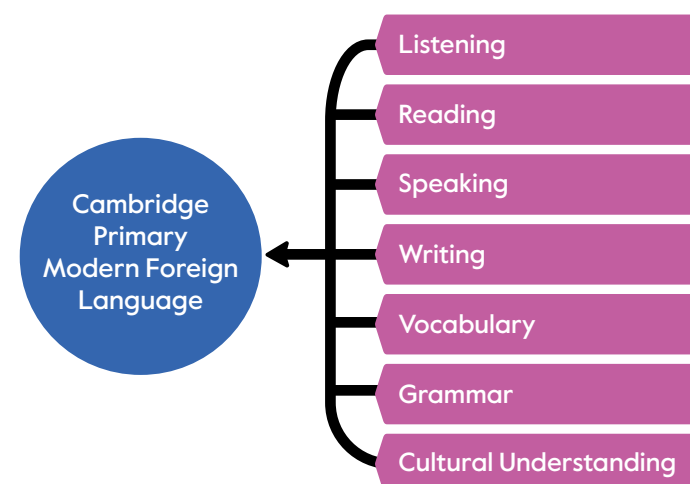 Cambridge
Primary
Modern Foreign
Language
Listening
Reading
Speaking
Writing
Vocabulary
Grammar
Cultural Understanding